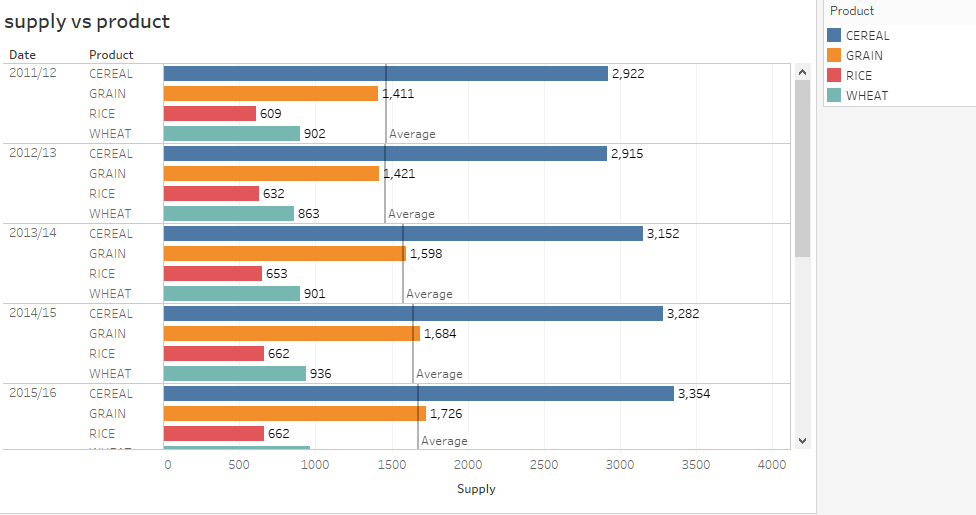 supply vs product
Date Product
2011/12 CEREAL 2,922
GRAIN 1,411
RICE 609
WHEAT 902 Average
2012/13 CEREAL 2,915
GRAIN 1,421
RICE 632
WHEAT 863 Average
2013/14 CEREAL 3,152
GRAIN 1,598
RICE 653
WHEAT 901 Average
2014/15 CEREAL 3,282
GRAIN 1,684
RICE 662
WHEAT 936 Average
2015/16 CEREAL 3,354
GRAIN 1,726
RICE 662 Average
0 500 1000 1500 2000 2500 3000 3500 4000
Supply
Product
CEREAL
GRAIN
RICE
WHEAT